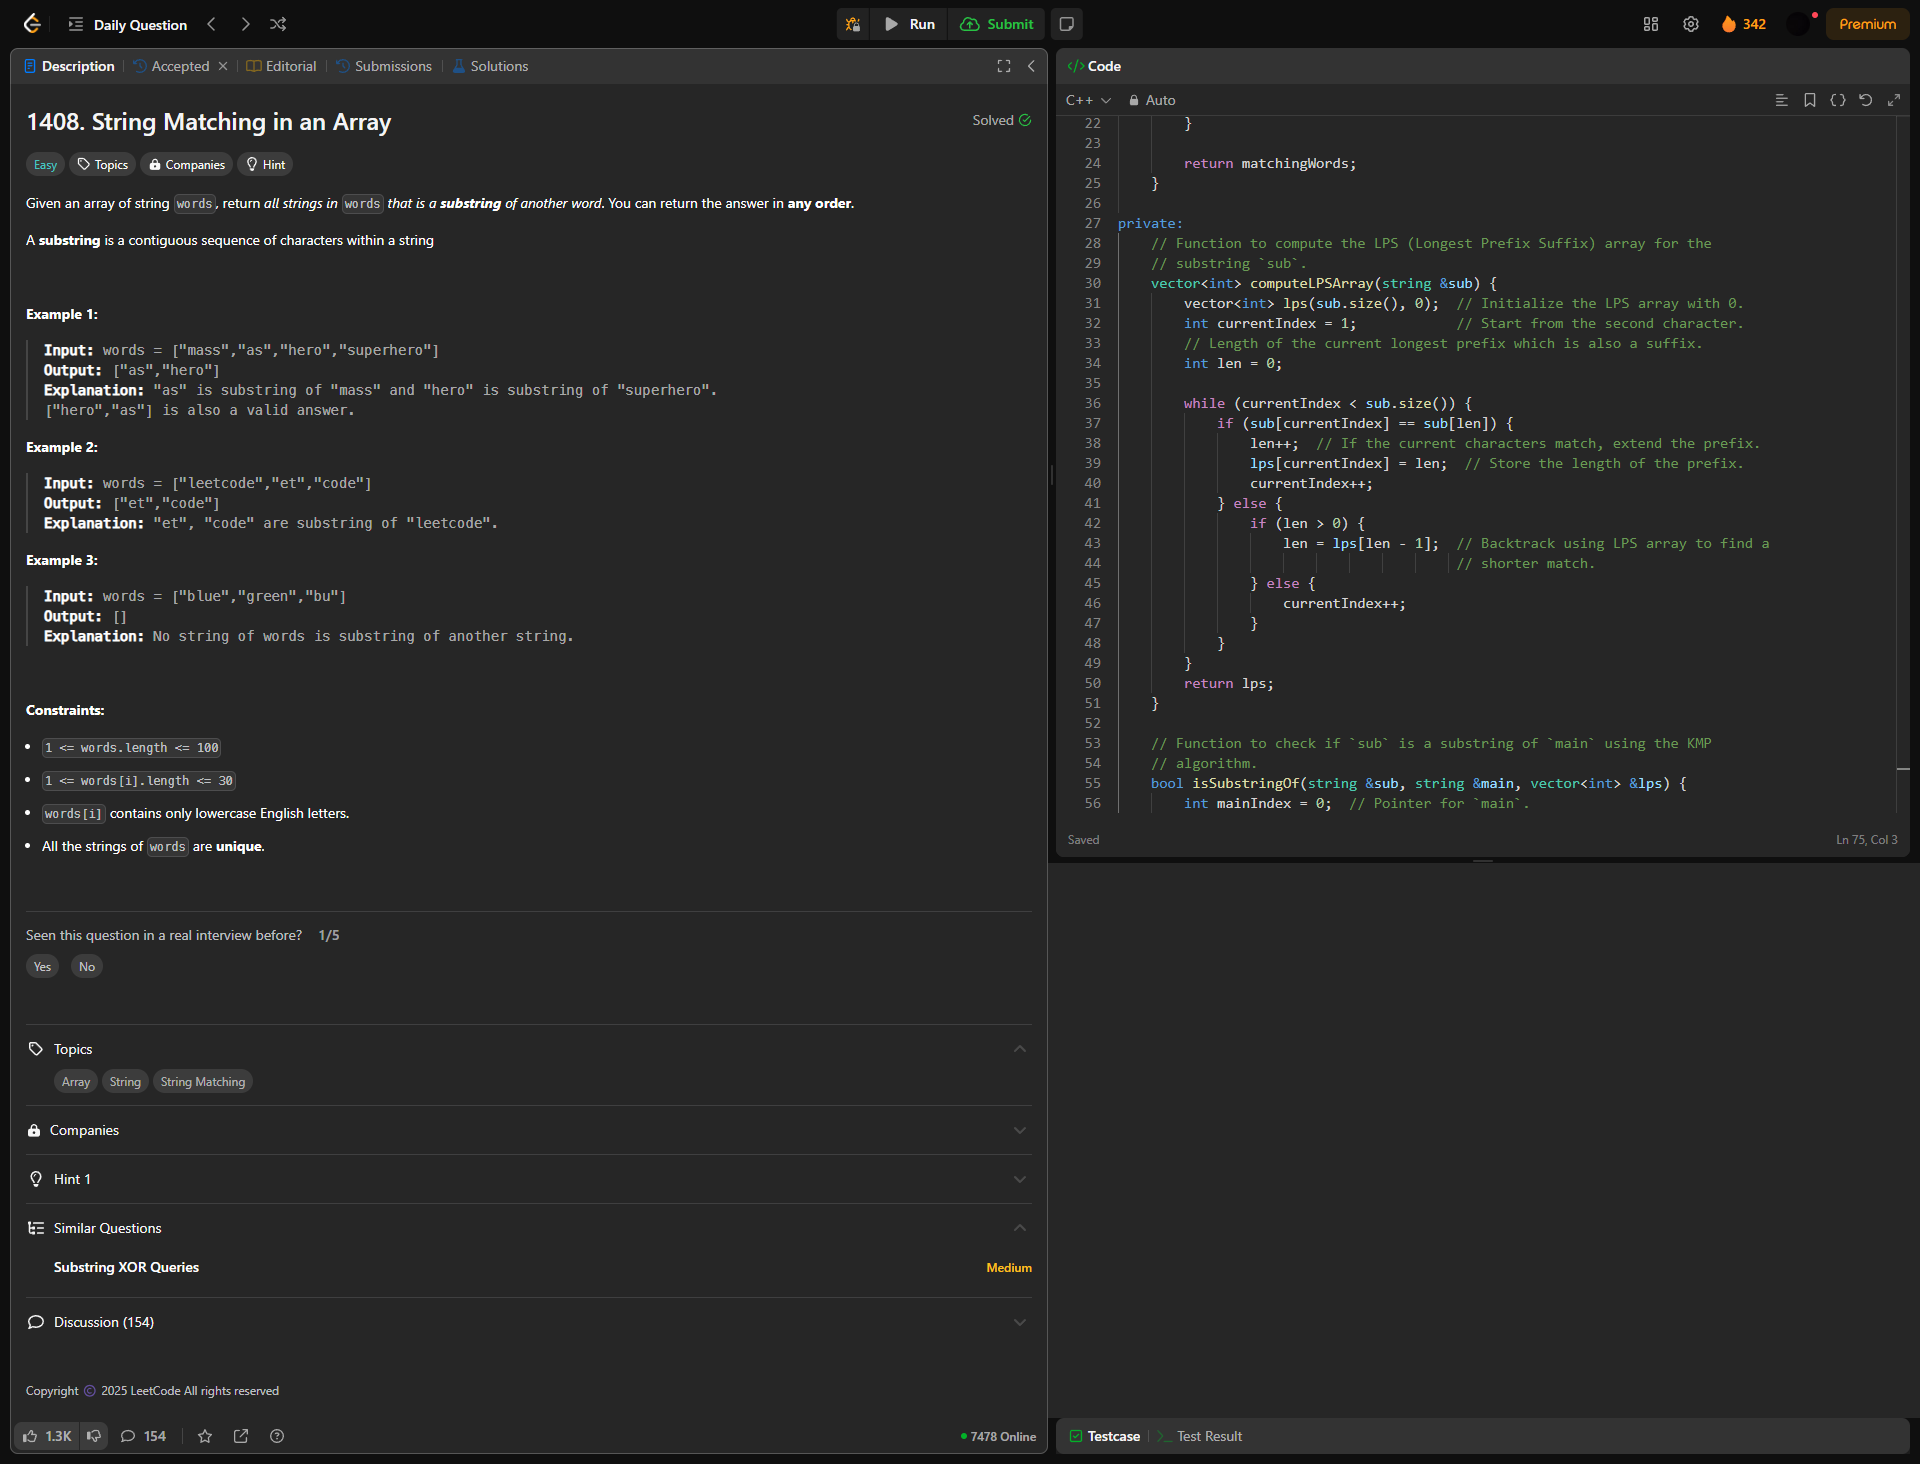 Daily Question
Run
Submit
342
Premium
Description
Accepted
Editorial
Submissions
Solutions
1408. String Matching in an Array
Solved
Easy
Topics
Companies
Hint
Given an array of string words, return all strings in words that is a substring of another word. You can return the answer in any order.
A substring is a contiguous sequence of characters within a string
Example 1:
Input: words = ["mass","as","hero","superhero"]
Output: ["as","hero"]
Explanation: "as" is substring of "mass" and "hero" is substring of "superhero".
["hero","as"] is also a valid answer.
Example 2:
Input: words = ["leetcode","et","code"]
Output: ["et","code"]
Explanation: "et", "code" are substring of "leetcode".
Example 3:
Input: words = ["blue","green","bu"]
Output: []
Explanation: No string of words is substring of another string.
Constraints:
• 1 <= words.length <= 100
• 1 <= words[i].length <= 30
• words[i] contains only lowercase English letters.
• All the strings of words are unique.
Seen this question in a real interview before? 1/5
Yes
No
Topics
Array
String
String Matching
Companies
Hint 1
Similar Questions
Substring XOR Queries
Medium
Discussion (154)
Copyright © 2025 LeetCode All rights reserved
1.3K
154
7478 Online
</> Code
C++
Auto
22 }
23
24 return matchingWords;
25 }
26
27 private:
28 // Function to compute the LPS (Longest Prefix Suffix) array for the
29 // substring `sub`.
30 vector<int> computeLPSArray(string &sub) {
31 vector<int> lps(sub.size(), 0);  // Initialize the LPS array with 0.
32 int currentIndex = 1;            // Start from the second character.
33 // Length of the current longest prefix which is also a suffix.
34 int len = 0;
35
36 while (currentIndex < sub.size()) {
37 if (sub[currentIndex] == sub[len]) {
38 len++;  // If the current characters match, extend the prefix.
39 lps[currentIndex] = len;  // Store the length of the prefix.
40 currentIndex++;
41 } else {
42 if (len > 0) {
43 len = lps[len - 1];  // Backtrack using LPS array to find a
44 // shorter match.
45 } else {
46 currentIndex++;
47 }
48 }
49 }
50 return lps;
51 }
52
53 // Function to check if `sub` is a substring of `main` using the KMP
54 // algorithm.
55 bool isSubstringOf(string &sub, string &main, vector<int> &lps) {
56 int mainIndex = 0;  // Pointer for `main`.
Saved
Ln 75, Col 3
Testcase
>_ Test Result